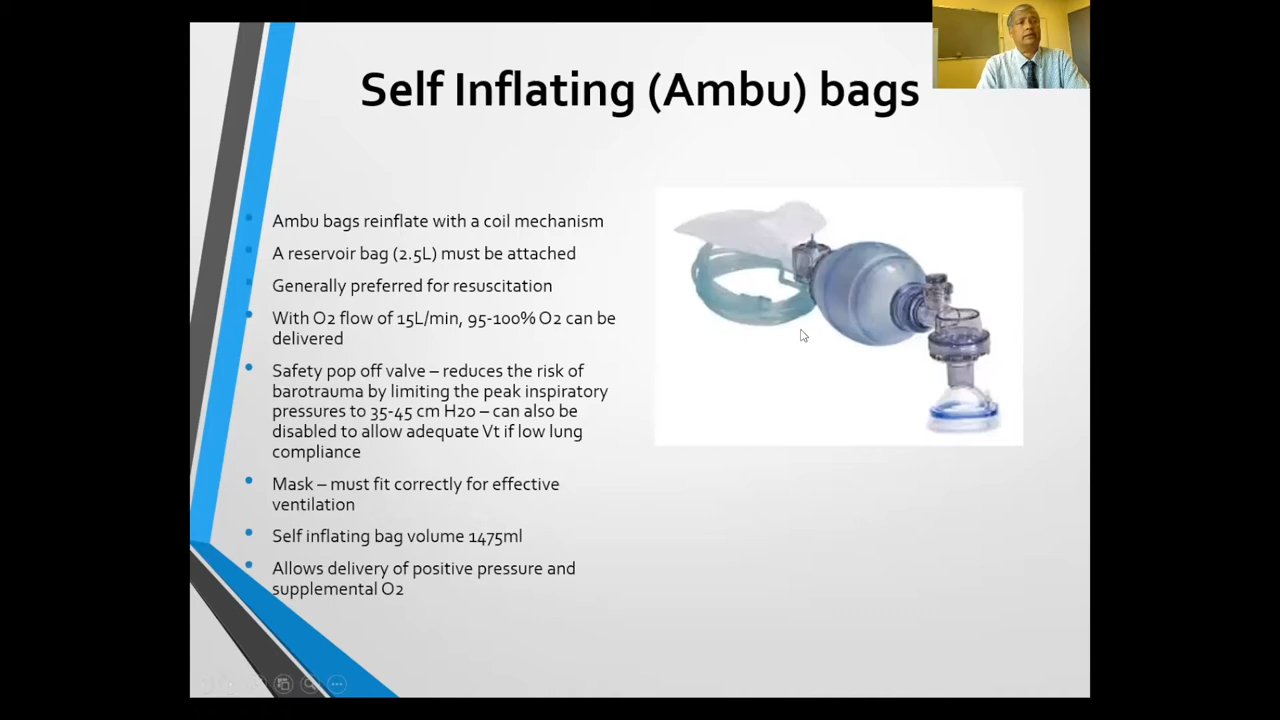 Self Inflating (Ambu) bags
Ambu bags reinflate with a coil mechanism
A reservoir bag (2.5L) must be attached
Generally preferred for resuscitation
With O2 flow of 15L/min, 95-100% O2 can be
delivered
Safety pop off valve – reduces the risk of
barotrauma by limiting the peak inspiratory
pressures to 35-45 cm H20 – can also be
disabled to allow adequate Vt if low lung
compliance
Mask – must fit correctly for effective
ventilation
Self inflating bag volume 1475ml
Allows delivery of positive pressure and
supplemental O2